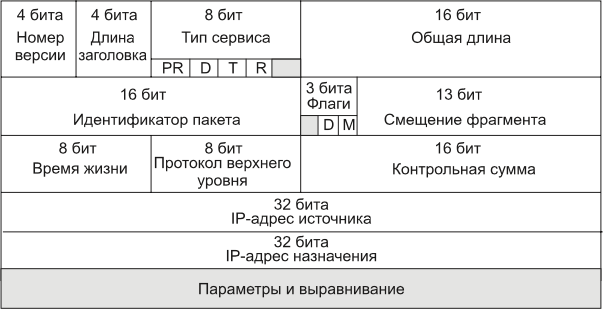 4 бита
Номер
версии
4 бита
Длина
заголовка
8 бит
Тип сервиса
PR D T R
16 бит
Общая длина
16 бит
Идентификатор пакета
3 бита
Флаги
D M
13 бит
Смещение фрагмента
8 бит
Время жизни
8 бит
Протокол верхнего
уровня
16 бит
Контрольная сумма
32 бита
IP-адрес источника
32 бита
IP-адрес назначения
Параметры и выравнивание